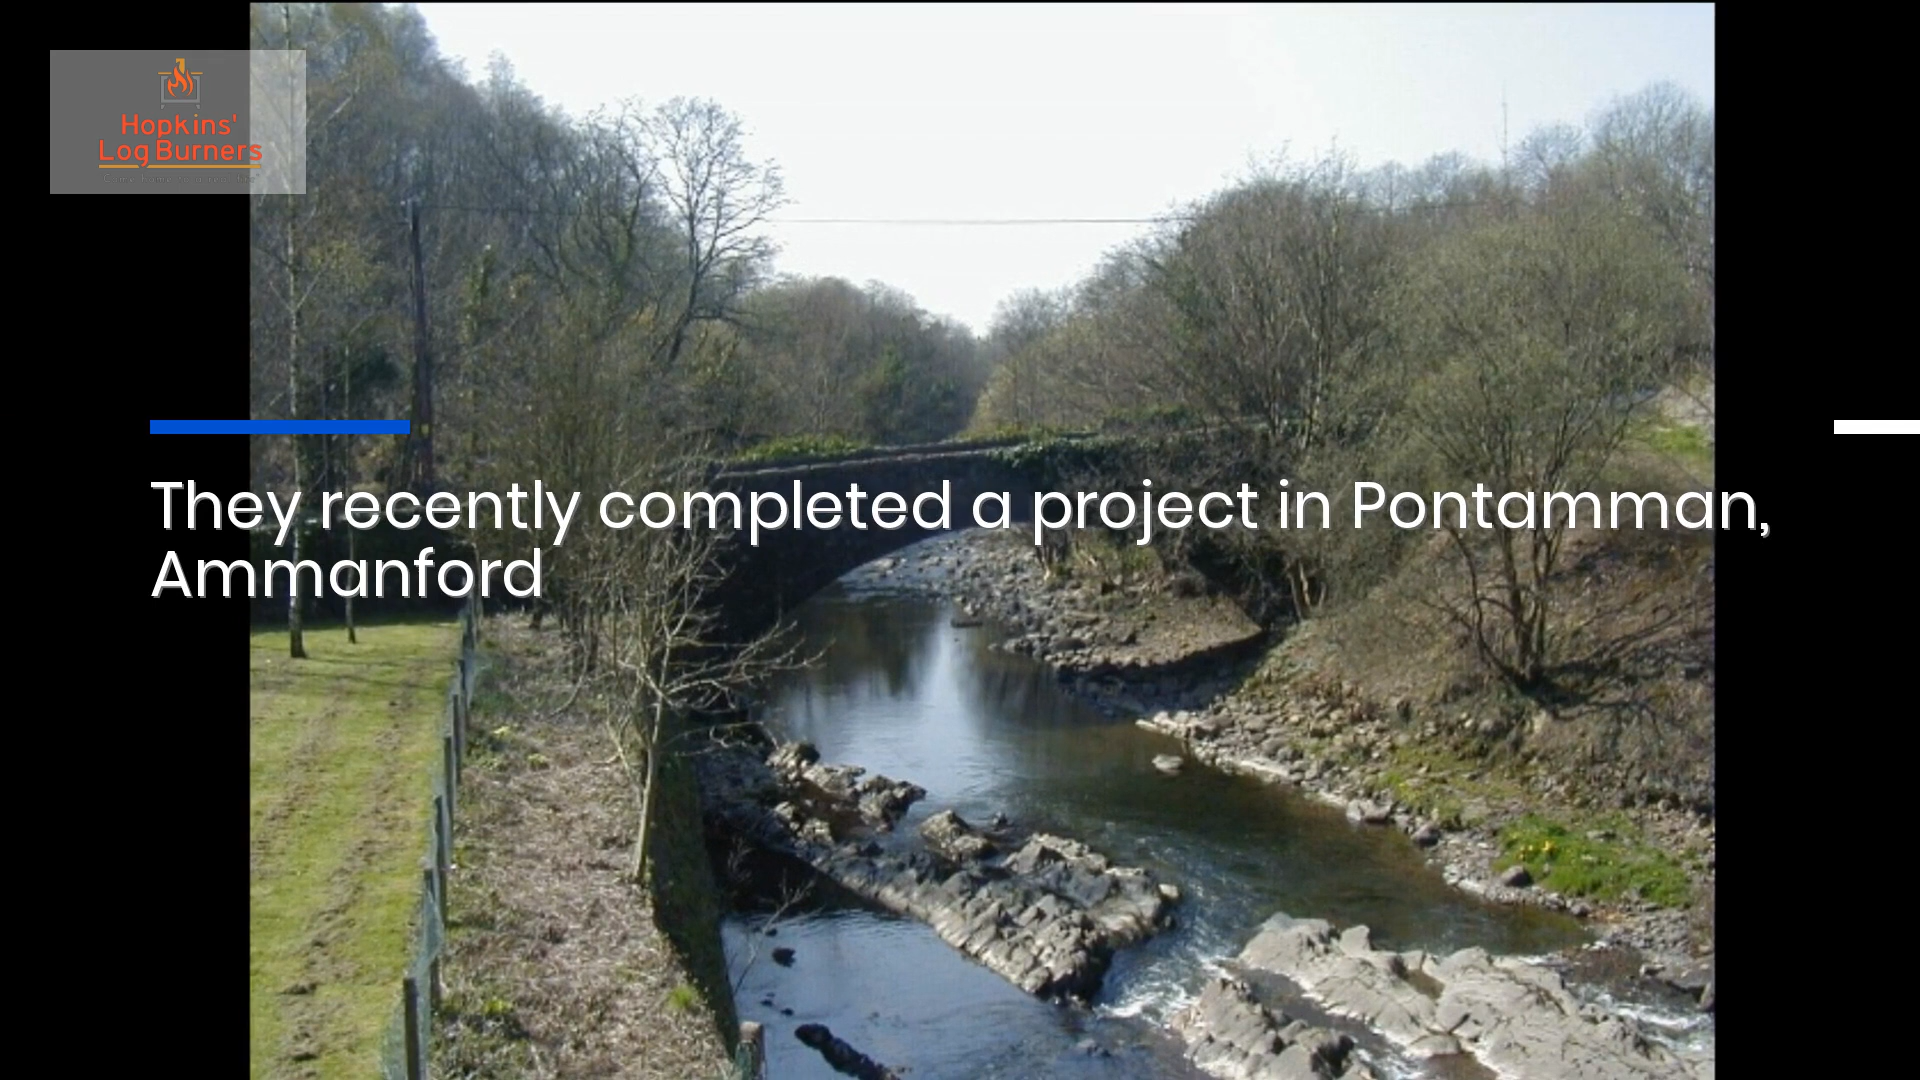 Hopkins'
Log Burners
They recently completed a project in Pontamman,
Ammanford